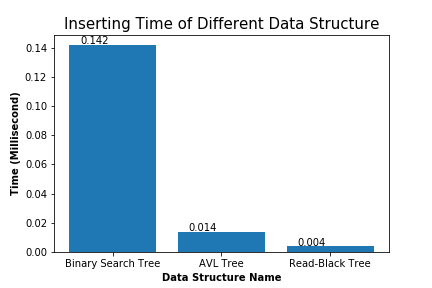 Inserting Time of Different Data Structure
0.14
0.12
0.10
0.08
0.06
0.04
0.02
0.00
Time (Millisecond)
0.142
0.014
0.004
Binary Search Tree
AVL Tree
Read-Black Tree
Data Structure Name